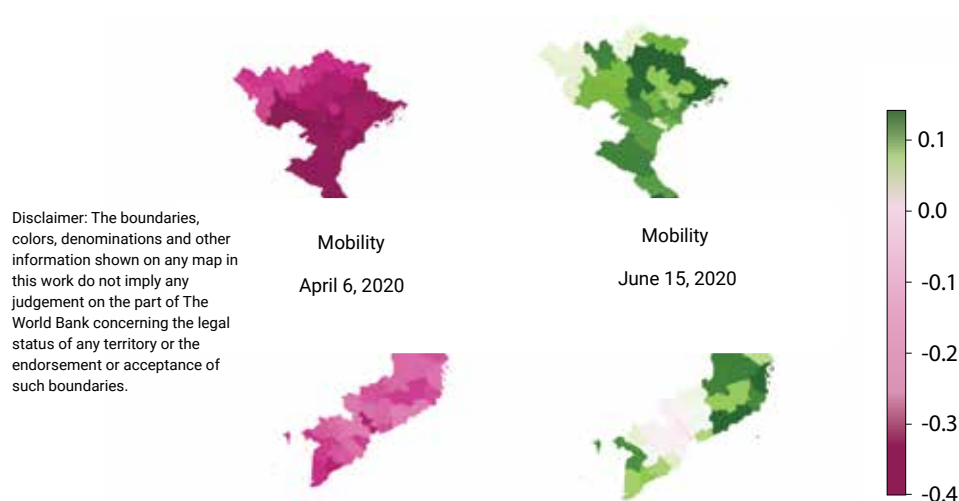 Disclaimer: The boundaries,
colors, denominations and other
information shown on any map in
this work do not imply any
judgement on the part of The
World Bank concerning the legal
status of any territory or the
endorsement or acceptance of
such boundaries.
Mobility
April 6, 2020
Mobility
June 15, 2020
0.1
0.0
-0.1
-0.2
-0.3
-0.4